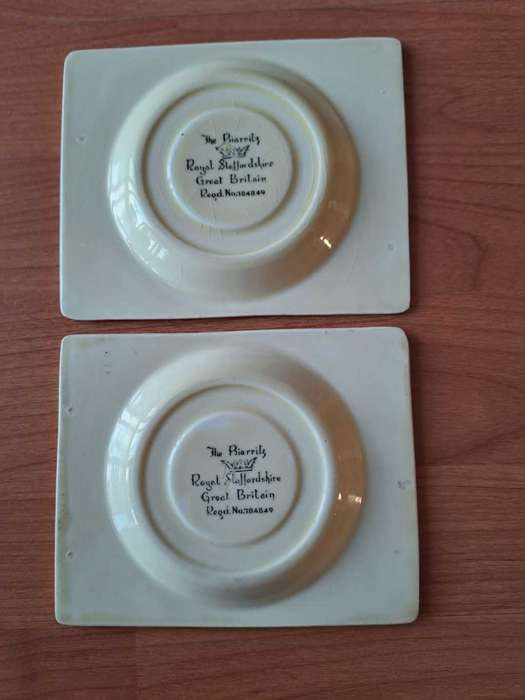 The Biarritz
Royal Staffordshire
Great Britain
Regd. No:784849
The Biarritz
Royal Staffordshire
Great Britain
Regd. No:784849